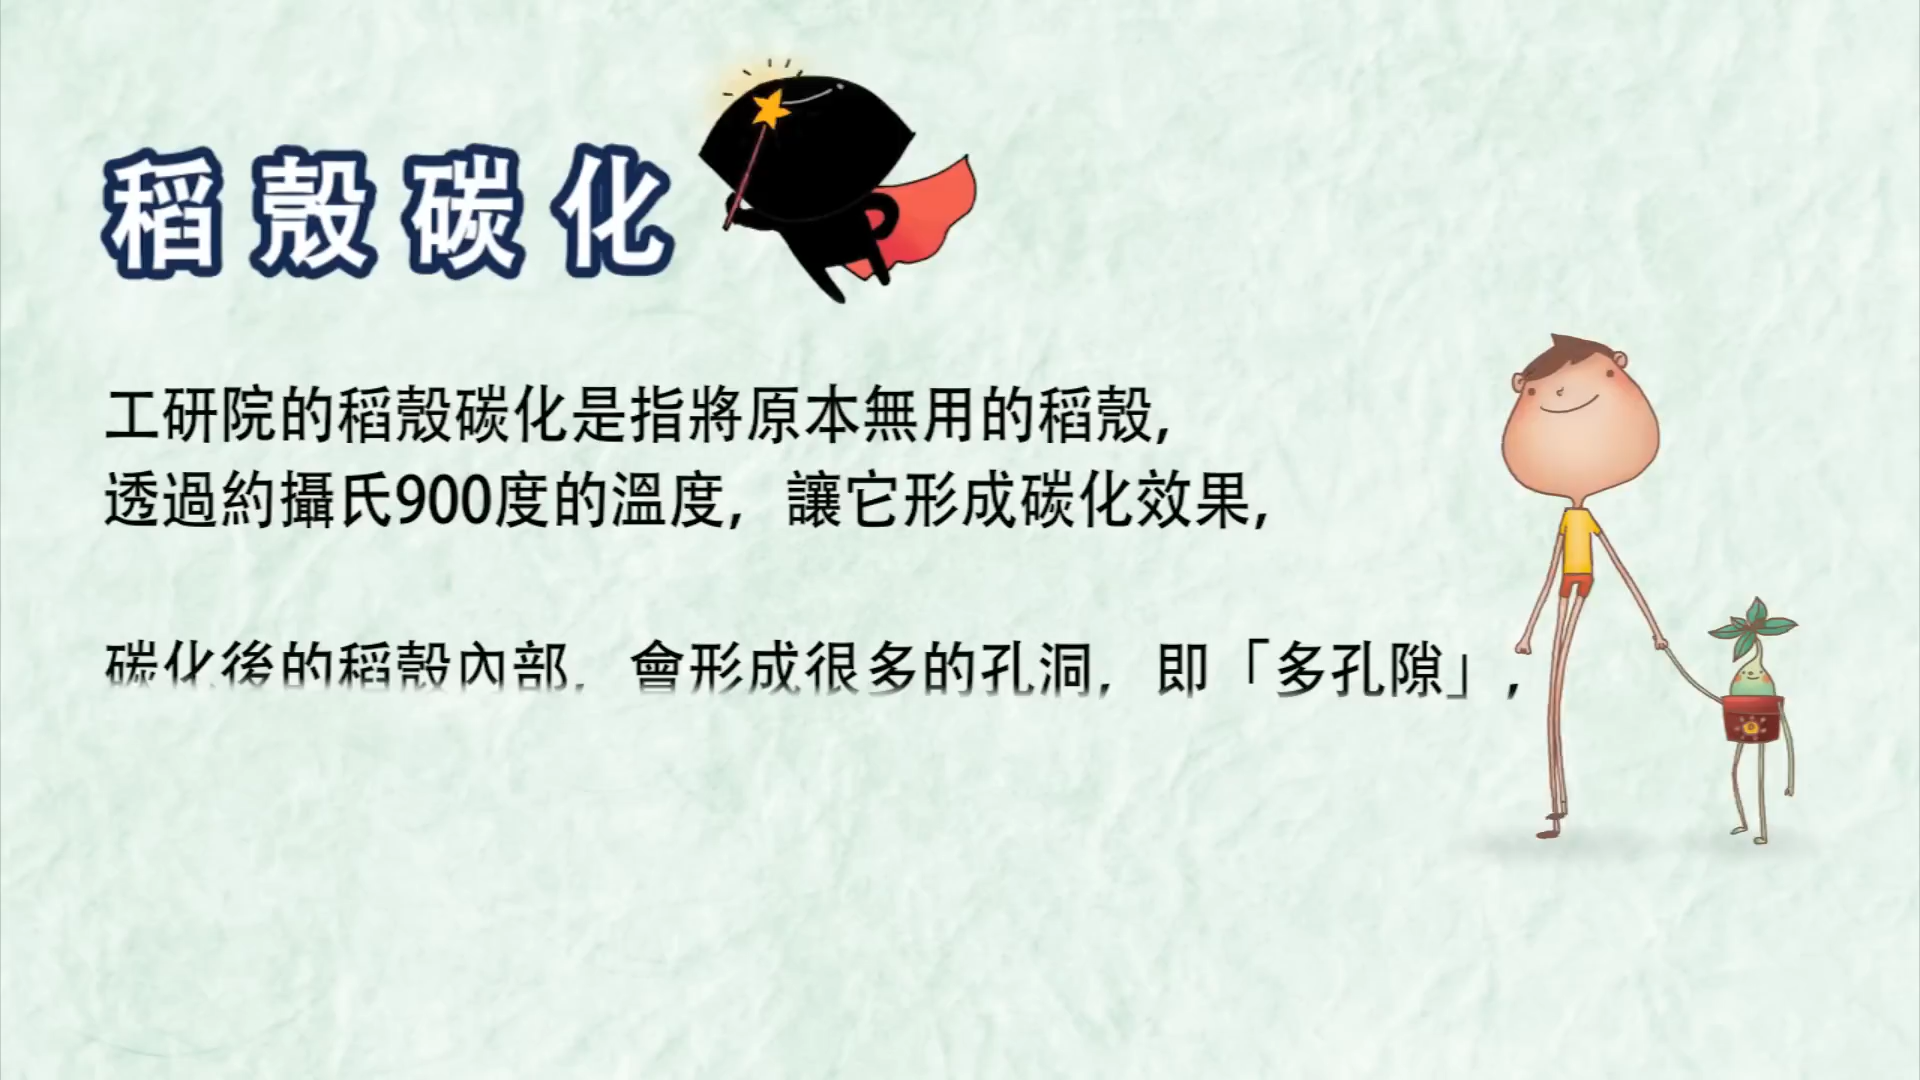 稻殼碳化
工研院的稻殼碳化是指將原本無用的稻殼,
透過約攝氏900度的溫度, 讓它形成碳化效果,
碳化後的稻殼內部, 會形成很多的孔洞, 即「多孔隙」,